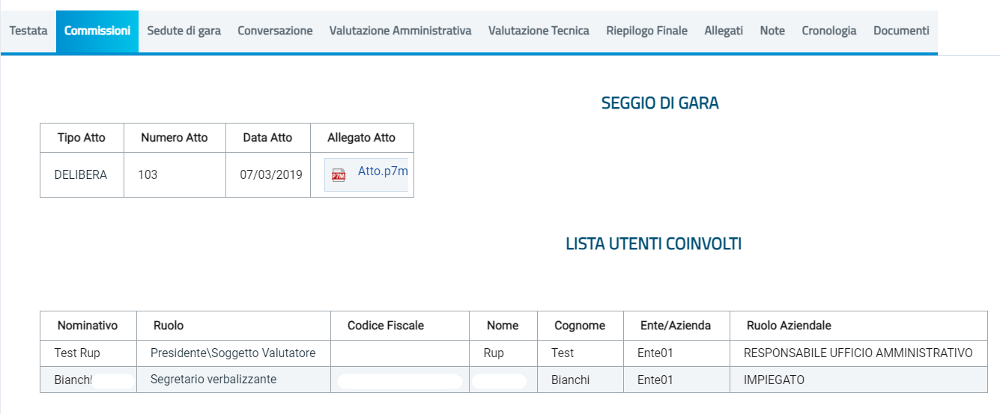 Testata Commissioni Sedute di gara Conversazione Valutazione Amministrativa Valutazione Tecnica Riepilogo Finale Allegati Note Cronologia Documenti
SEGGIO DI GARA
Tipo Atto Numero Atto Data Atto Allegato Atto
DELIBERA 103 07/03/2019 P7M Atto.p7m
LISTA UTENTI COINVOLTI
Nominativo Ruolo Codice Fiscale Nome Cognome Ente/Azienda Ruolo Aziendale
Test Rup Presidente\Soggetto Valutatore Rup Test Ente01 RESPONSABILE UFFICIO AMMINISTRATIVO
Bianchi Segretario verbalizzante Bianchi Ente01 IMPIEGATO